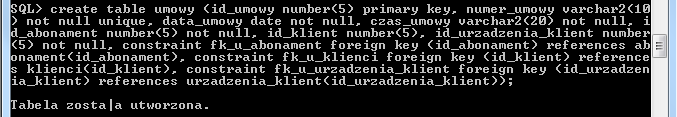 SQL> create table umowy (id_umowy number(5) primary key, numer_umowy varchar2(10
) not null unique, data_umowy date not null, czas_umowy varchar2(20) not null, i
d_abonament number(5) not null, id_klient number(5), id_urzadzenia_klient number
(5) not null, constraint fk_u_abonament foreign key (id_abonament) references ab
onament(id_abonament), constraint fk_u_klienci foreign key (id_klient) reference
s klienci(id_klient), constraint fk_u_urzadzenia_klient foreign key (id_urzadzen
ia_klient) references urzadzenia_klient(id_urzadzenia_klient));
Tabela zosta|a utworzona.